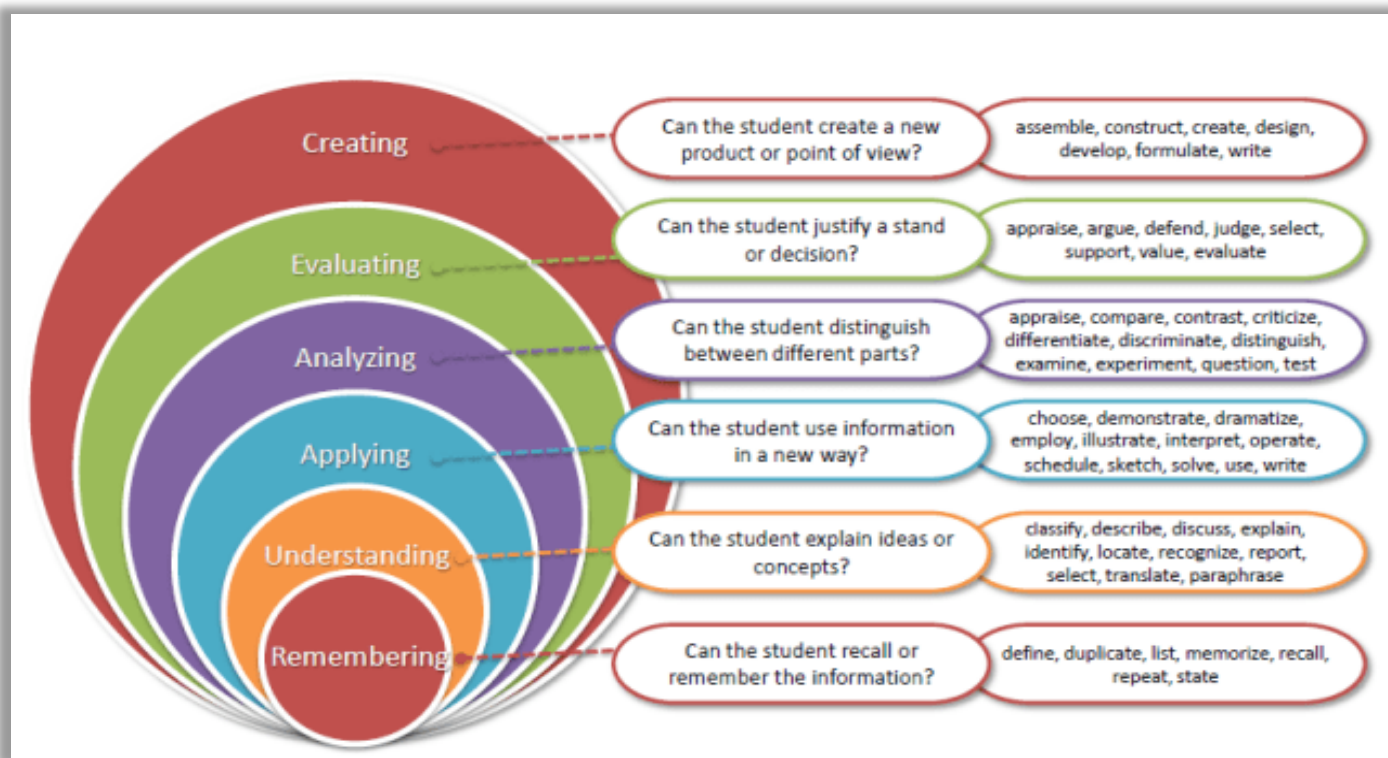 Creating
Can the student create a new
product or point of view?
assemble, construct, create, design,
develop, formulate, write
Evaluating
Can the student justify a stand
or decision?
appraise, argue, defend, judge, select,
support, value, evaluate
Analyzing
Can the student distinguish
between different parts?
appraise, compare, contrast, criticize,
differentiate, discriminate, distinguish,
examine, experiment, question, test
Applying
Can the student use information
in a new way?
choose, demonstrate, dramatize,
employ, illustrate, interpret, operate,
schedule, sketch, solve, use, write
Understanding
Can the student explain ideas or
concepts?
classify, describe, discuss, explain,
identify, locate, recognize, report,
select, translate, paraphrase
Remembering
Can the student recall or
remember the information?
define, duplicate, list, memorize, recall,
repeat, state